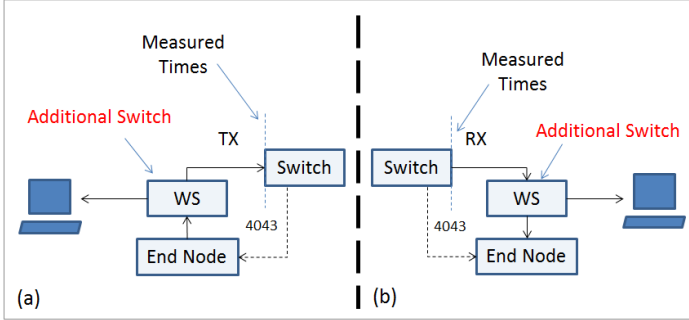 Measured
Times
Additional Switch
TX
Switch
WS
4043
End Node
(a)
Measured
Times
Additional Switch
Switch
RX
WS
4043
End Node
(b)